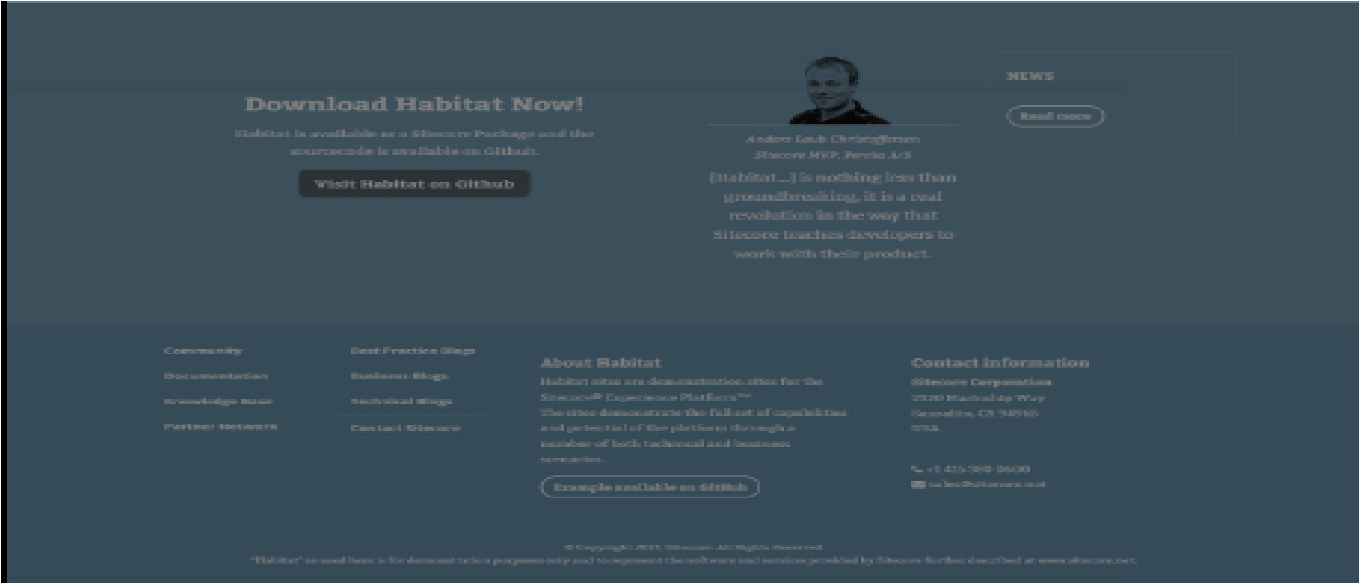 Download Habitat Now!
Habitat is available as a Sitecore Package and the
sourcecode is available on Github.
Visit Habitat on Github
Anders Laub Christoffersen
Sitecore MVP, Pentia A/S
[Habitat...] is nothing less than
groundbreaking, it is a real
revolution in the way that
Sitecore teaches developers to
work with their product.
NEWS
Read more
Community
Documentation
Knowledge Base
Partner Network
Best Practice Blogs
Business Blogs
Technical Blogs
Contact Sitecore
About Habitat
Habitat sites are demonstration sites for the
Sitecore® Experience Platform™.
The sites demonstrate the full set of capabilities
and potential of the platform through a
number of both technical and business
scenarios.
Example available on GitHub
Contact information
Sitecore Corporation
Way
Sausalito, CA 94965
USA
+1 415
sales@sitecore.net
© Copyright Sitecore. All Rights Reserved
"Habitat" as used here is for demonstration purposes only and to represent the software and services provided by Sitecore further described at www.sitecore.net.